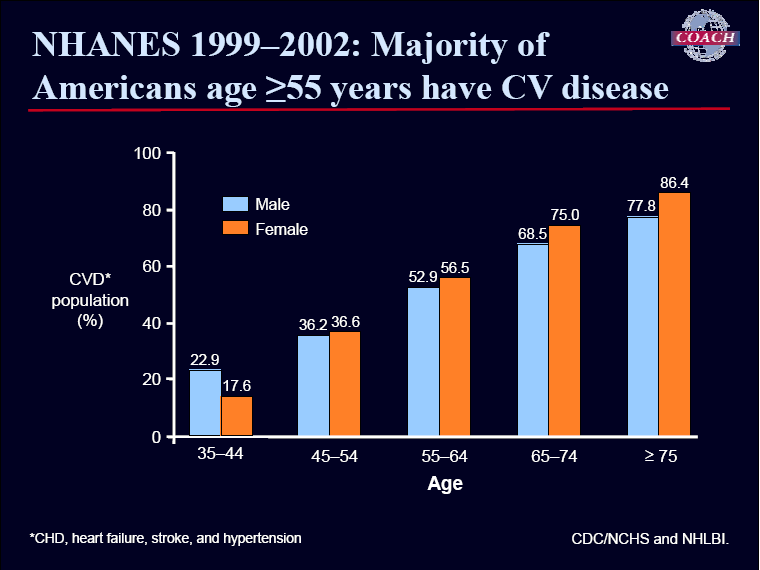 NHANES 1999–2002: Majority of
Americans age ≥55 years have CV disease
COACH
100
80
60
40
20
0
CVD*
population
(%)
Male
Female
22.9
17.6
36.2 36.6
52.9 56.5
68.5
75.0
77.8
86.4
35–44
45–54
55–64
65–74
≥ 75
Age
*CHD, heart failure, stroke, and hypertension
CDC/NCHS and NHLBI.